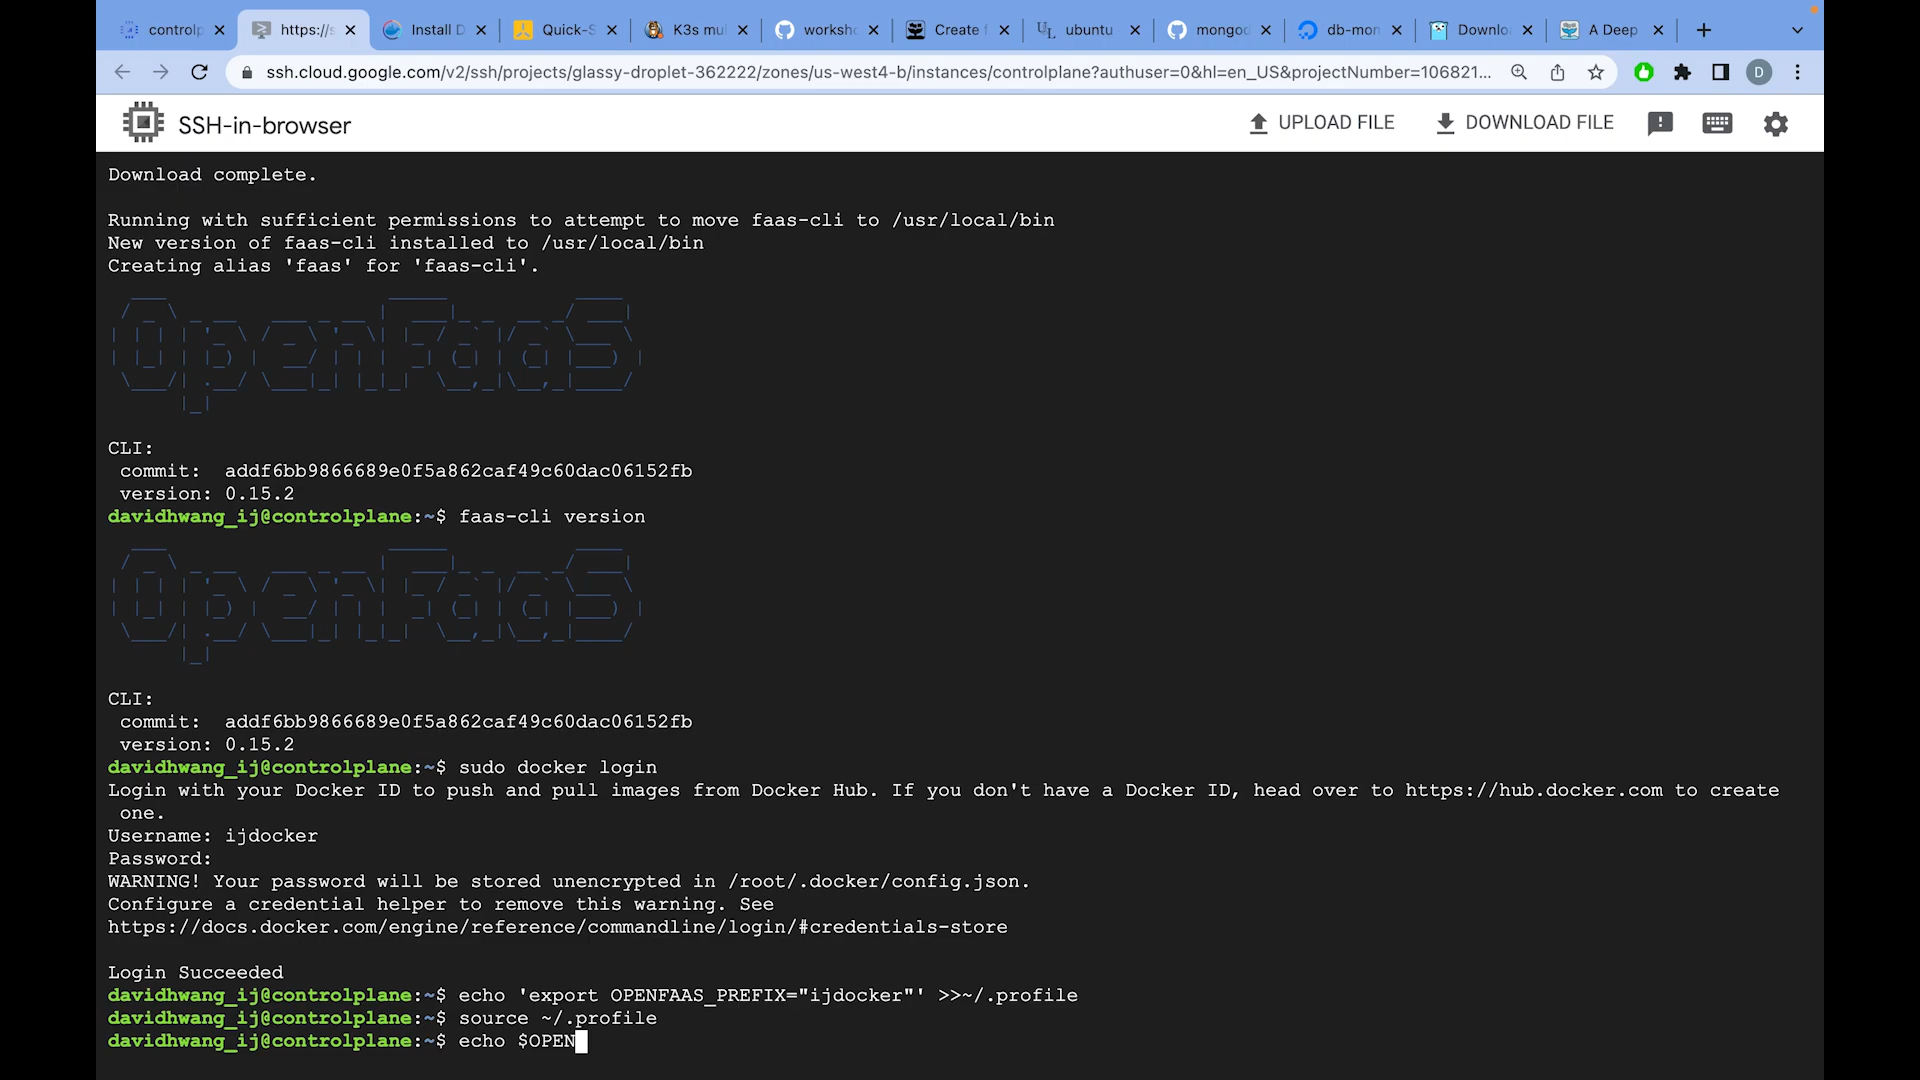 controlp
https://s
Install D
Quick-S
K3s mul
worksho
Create f
ubuntu
mongod
db-mon
Downlo
A Deep
ssh.cloud.google.com/v2/ssh/projects/glassy-droplet-362222/zones/us-west4-b/instances/controlplane?authuser=0&hl=en_US&projectNumber=106821...
D
SSH-in-browser
UPLOAD FILE
DOWNLOAD FILE
Download complete.
Running with sufficient permissions to attempt to move faas-cli to /usr/local/bin
New version of faas-cli installed to /usr/local/bin
Creating alias 'faas' for 'faas-cli'.
OpenFaaS
CLI:
commit:  addf6bb9866689e0f5a862caf49c60dac06152fb
version: 0.15.2
davidhwang_ij@controlplane:~$ faas-cli version
OpenFaaS
CLI:
commit:  addf6bb9866689e0f5a862caf49c60dac06152fb
version: 0.15.2
davidhwang_ij@controlplane:~$ sudo docker login
Login with your Docker ID to push and pull images from Docker Hub. If you don't have a Docker ID, head over to https://hub.docker.com to create
one.
Username: ijdocker
Password:
WARNING! Your password will be stored unencrypted in /root/.docker/config.json.
Configure a credential helper to remove this warning. See
https://docs.docker.com/engine/reference/commandline/login/#credentials-store
Login Succeeded
davidhwang_ij@controlplane:~$ echo 'export OPENFAAS_PREFIX="ijdocker"' >>~/.profile
davidhwang_ij@controlplane:~$ source ~/.profile
davidhwang_ij@controlplane:~$ echo $OPEN